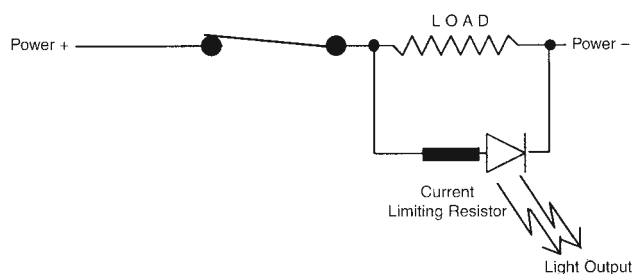 LOAD
Power +
Power –
Current
Limiting Resistor
Light Output